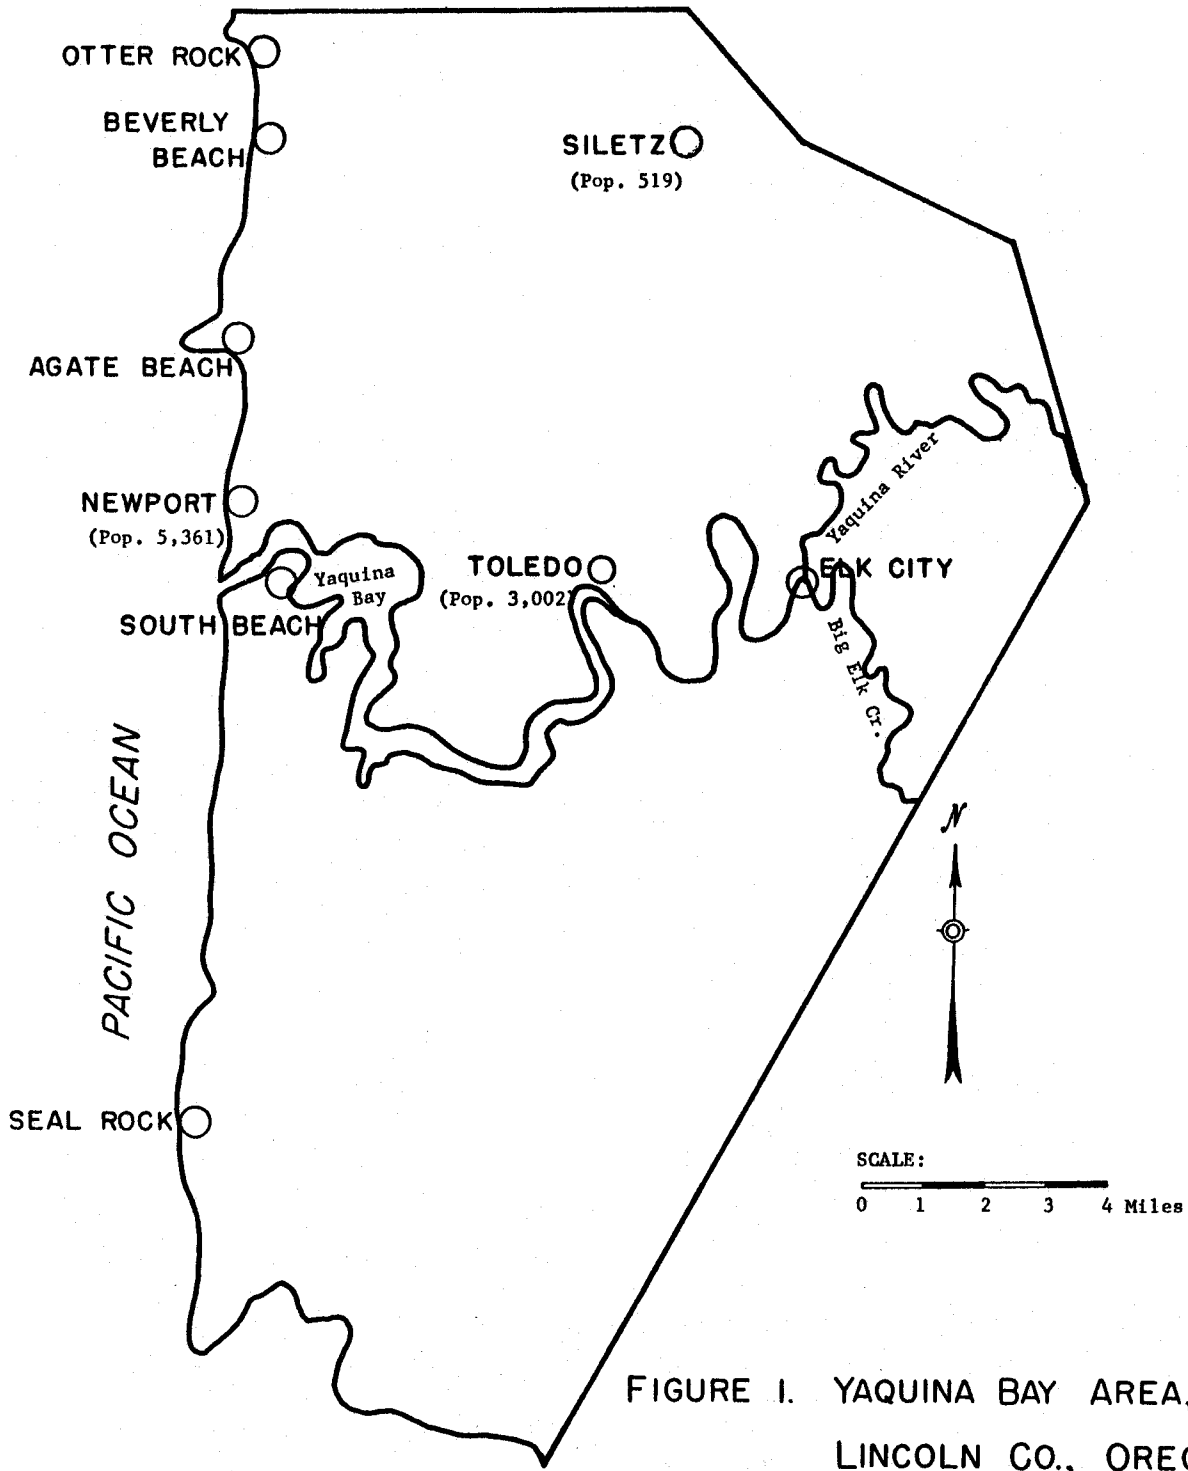 OTTER ROCK
BEVERLY
BEACH
SILETZ
(Pop. 519)
AGATE BEACH
NEWPORT
(Pop. 5,361)
Yaquina
Bay
SOUTH BEACH
TOLEDO
(Pop. 3,002)
Yaquina River
ELK CITY
Big Elk Cr.
PACIFIC OCEAN
N
SEAL ROCK
SCALE:
0 1 2 3 4 Miles
FIGURE 1. YAQUINA BAY AREA,
LINCOLN CO., OREG